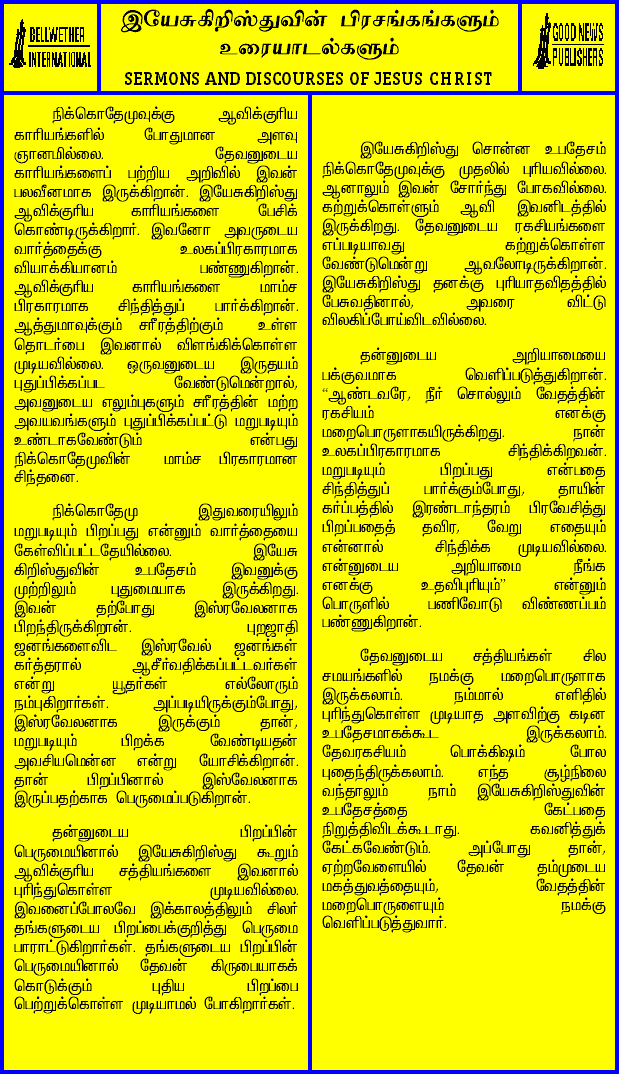 BELLWETHER
INTERNATIONAL
இயேசுகிறிஸ்துவின் பிரசங்கங்களும்
உரையாடல்களும்
SERMONS AND DISCOURSES OF JESUS CHRIST
GOOD NEWS
PUBLISHERS
நிக்கொதேமுவுக்கு ஆவிக்குரிய
காரியங்களில் போதுமான அளவு
ஞானமில்லை. தேவனுடைய
காரியங்களைப் பற்றிய அறிவில் இவன்
பலவீனமாக இருக்கிறான். இயேசுகிறிஸ்து
ஆவிக்குரிய காரியங்களை பேசிக்
கொண்டிருக்கிறார். இவனோ அவருடைய
வார்த்தைக்கு உலகப்பிரகாரமாக
வியாக்கியானம் பண்ணுகிறான்.
ஆவிக்குரிய காரியங்களை மாம்ச
பிரகாரமாக சிந்தித்துப் பார்க்கிறான்.
ஆத்துமாவுக்கும் சரீரத்திற்கும் உள்ள
தொடர்பை இவனால் விளங்கிக்கொள்ள
முடியவில்லை. ஒருவனுடைய இருதயம்
புதுப்பிக்கப்பட வேண்டுமென்றால்,
அவனுடைய எலும்புகளும் சரீரத்தின் மற்ற
அவயவங்களும் புதுப்பிக்கப்பட்டு மறுபடியும்
உண்டாகவேண்டும் என்பது
நிக்கொதேமுவின் மாம்ச பிரகாரமான
சிந்தனை.
நிக்கொதேமு இதுவரையிலும்
மறுபடியும் பிறப்பது என்னும் வார்த்தையை
கேள்விப்பட்டதேயில்லை. இயேசு
கிறிஸ்துவின் உபதேசம் இவனுக்கு
முற்றிலும் புதுமையாக இருக்கிறது.
இவன் தற்போது இஸ்ரவேலனாக
பிறந்திருக்கிறான். புறஜாதி
ஜனங்களைவிட இஸ்ரவேல் ஜனங்கள்
கர்த்தரால் ஆசீர்வதிக்கப்பட்டவர்கள்
என்று யூதர்கள் எல்லோரும்
நம்புகிறார்கள். அப்படியிருக்கும்போது,
இஸ்ரவேலனாக இருக்கும் தான்,
மறுபடியும் பிறக்க வேண்டியதன்
அவசியமென்ன என்று யோசிக்கிறான்.
தான் பிறப்பினால் இஸ்வேலனாக
இருப்பதற்காக பெருமைப்படுகிறான்.
தன்னுடைய பிறப்பின்
பெருமையினால் இயேசுகிறிஸ்து கூறும்
ஆவிக்குரிய சத்தியங்களை இவனால்
புரிந்துகொள்ள முடியவில்லை.
இவனைப்போலவே இக்காலத்திலும் சிலர்
தங்களுடைய பிறப்பைக்குறித்து பெருமை
பாராட்டுகிறார்கள். தங்களுடைய பிறப்பின்
பெருமையினால் தேவன் கிருபையாகக்
கொடுக்கும் புதிய பிறப்பை
பெற்றுக்கொள்ள முடியாமல் போகிறார்கள்.
இயேசுகிறிஸ்து சொன்ன உபதேசம்
நிக்கொதேமுவுக்கு முதலில் புரியவில்லை.
ஆனாலும் இவன் சோர்ந்து போகவில்லை.
கற்றுக்கொள்ளும் ஆவி இவனிடத்தில்
இருக்கிறது. தேவனுடைய ரகசியங்களை
எப்படியாவது கற்றுக்கொள்ள
வேண்டுமென்று ஆவலோடிருக்கிறான்.
இயேசுகிறிஸ்து தனக்கு புரியாதவிதத்தில்
பேசுவதினால், அவரை விட்டு
விலகிப்போய்விடவில்லை.
தன்னுடைய அறியாமையை
பக்குவமாக வெளிப்படுத்துகிறான்.
“ஆண்டவரே, நீர் சொல்லும் வேதத்தின்
ரகசியம் எனக்கு
மறைபொருளாகயிருக்கிறது. நான்
உலகப்பிரகாரமாக சிந்திக்கிறவன்.
மறுபடியும் பிறப்பது என்பதை
சிந்தித்துப் பார்க்கும்போது, தாயின்
கர்ப்பத்தில் இரண்டாந்தரம் பிரவேசித்து
பிறப்பதைத் தவிர, வேறு எதையும்
என்னால் சிந்திக்க முடியவில்லை.
என்னுடைய அறியாமை நீங்க
எனக்கு உதவிபுரியும்” என்னும்
பொருளில் பணிவோடு விண்ணப்பம்
பண்ணுகிறான்.
தேவனுடைய சத்தியங்கள் சில
சமயங்களில் நமக்கு மறைபொருளாக
இருக்கலாம். நம்மால் எளிதில்
புரிந்துகொள்ள முடியாத அளவிற்கு கடின
உபதேசமாகக்கூட இருக்கலாம்.
தேவரகசியம் பொக்கிஷம் போல
புதைந்திருக்கலாம். எந்த சூழ்நிலை
வந்தாலும் நாம் இயேசுகிறிஸ்துவின்
உபதேசத்தை கேட்பதை
நிறுத்திவிடக்கூடாது. கவனித்துக்
கேட்கவேண்டும். அப்போது தான்,
ஏற்றவேளையில் தேவன் தம்முடைய
மகத்துவத்தையும், வேதத்தின்
மறைபொருளையும் நமக்கு
வெளிப்படுத்துவார்.